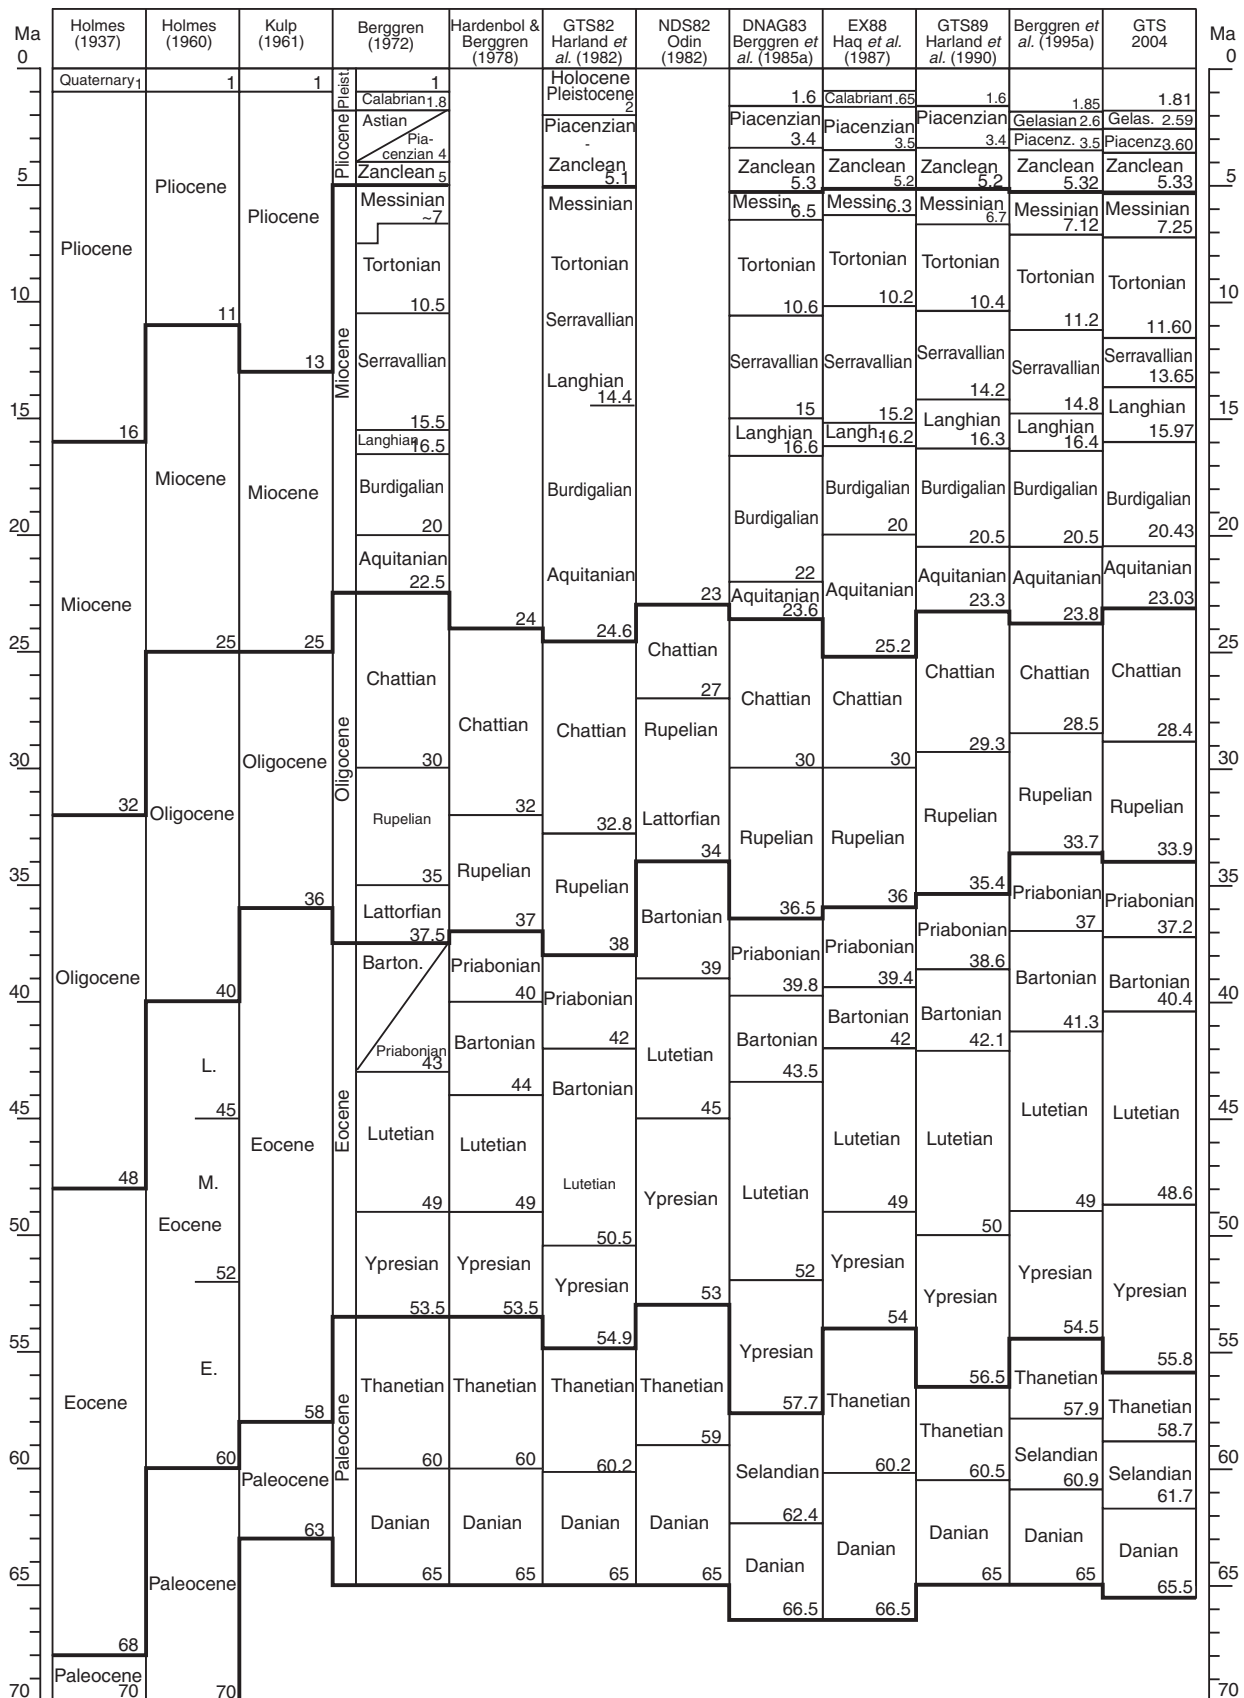 Ma
0
5
10
15
20
25
30
35
40
45
50
55
60
65
70
Holmes
(1937)
Quaternary 1
Pliocene
16
Miocene
32
Oligocene
48
Eocene
68
Paleocene
70
Holmes
(1960)
1
Pliocene
11
Miocene
25
Oligocene
40
L.
45
M.
Eocene
52
E.
60
Paleocene
70
Kulp
(1961)
1
Pliocene
13
Miocene
25
Oligocene
36
Eocene
58
Paleocene
63
Berggren
(1972)
Pleist.
Pliocene
Miocene
Oligocene
Eocene
Paleocene
1
Calabrian 1.8
Astian
Pia-
cenzian 4
Zanclean 5
Messinian
~7
Tortonian
10.5
Serravallian
15.5
Langhian
16.5
Burdigalian
20
Aquitanian
22.5
Chattian
30
Rupelian
35
Lattorfian
37.5
Barton.
Priabonian
43
Lutetian
49
Ypresian
53.5
Thanetian
60
Danian
65
Hardenbol &
Berggren
(1978)
24
Chattian
32
Rupelian
37
Priabonian
40
Bartonian
44
Lutetian
49
Ypresian
53.5
Thanetian
60
Danian
65
GTS82
Harland et
al. (1982)
Holocene
Pleistocene
2
Piacenzian
-
Zanclean
5.1
Messinian
Tortonian
Serravallian
Langhian
14.4
Burdigalian
Aquitanian
24.6
Chattian
32.8
Rupelian
38
Priabonian
42
Bartonian
Lutetian
50.5
Ypresian
54.9
Thanetian
60.2
Danian
65
NDS82
Odin
(1982)
23
Chattian
27
Rupelian
Lattorfian
34
Bartonian
39
Lutetian
45
Ypresian
53
Thanetian
59
Danian
65
DNAG83
Berggren et
al. (1985a)
1.6
Piacenzian
3.4
Zanclean
5.3
Messin.
6.5
Tortonian
10.6
Serravallian
15
Langhian
16.6
Burdigalian
22
Aquitanian
23.6
Chattian
30
Rupelian
36.5
Priabonian
39.8
Bartonian
43.5
Lutetian
52
Ypresian
57.7
Selandian
62.4
Danian
66.5
EX88
Haq et al.
(1987)
Calabrian 1.65
Piacenzian
3.5
Zanclean
5.2
Messin. 6.3
Tortonian
10.2
Serravallian
15.2
Langh. 16.2
Burdigalian
20
Aquitanian
25.2
Chattian
30
Rupelian
36
Priabonian
39.4
Bartonian
42
Lutetian
49
Ypresian
54
Thanetian
60.2
Danian
66.5
GTS89
Harland et
al. (1990)
1.6
Piacenzian
3.4
Zanclean
5.2
Messinian
6.7
Tortonian
10.4
Serravallian
14.2
Langhian
16.3
Burdigalian
20.5
Aquitanian
23.3
Chattian
29.3
Rupelian
35.4
Priabonian
38.6
Bartonian
42.1
Lutetian
50
Ypresian
56.5
Thanetian
60.5
Danian
65
Berggren et
al. (1995a)
1.85
Gelasian 2.6
Piacenz. 3.5
Zanclean
5.32
Messinian
7.12
Tortonian
11.2
Serravallian
14.8
Langhian
16.4
Burdigalian
20.5
Aquitanian
23.8
Chattian
28.5
Rupelian
33.7
Priabonian
37
Bartonian
41.3
Lutetian
49
Ypresian
54.5
Thanetian
57.9
Selandian
60.9
Danian
65
GTS
2004
1.81
Gelas. 2.59
Piacenz 3.60
Zanclean
5.33
Messinian
7.25
Tortonian
11.60
Serravallian
13.65
Langhian
15.97
Burdigalian
20.43
Aquitanian
23.03
Chattian
28.4
Rupelian
33.9
Priabonian
37.2
Bartonian
40.4
Lutetian
48.6
Ypresian
55.8
Thanetian
58.7
Selandian
61.7
Danian
65.5
Ma
0
5
10
15
20
25
30
35
40
45
50
55
60
65
70